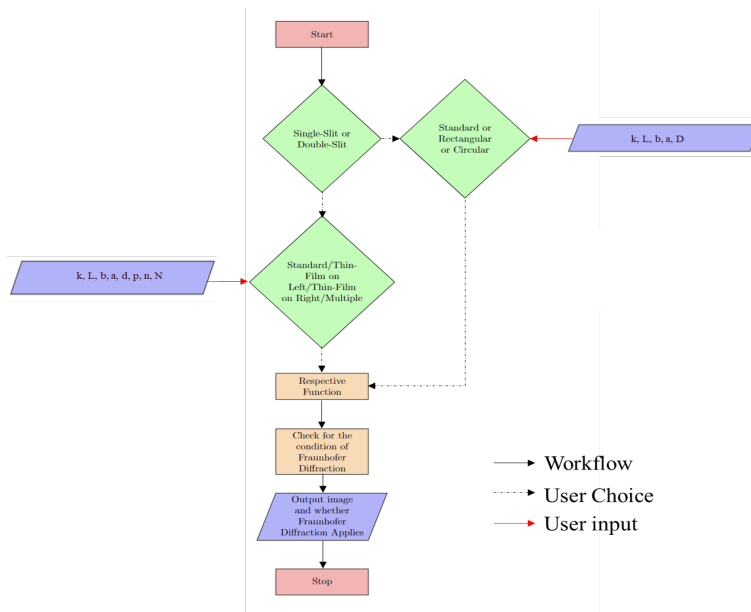 Start
Single-Slit or
Double-Slit
Standard or
Rectangular
or Circular
k, L, b, a, D
k, L, b, a, d, p, n, N
Standard/Thin-
Film on
Left/Thin-Film
on Right/Multiple
Respective
Function
Check for the
condition of
Fraunhofer
Diffraction
Output image
and whether
Fraunhofer
Diffraction Applies
Stop
Workflow
User Choice
User input